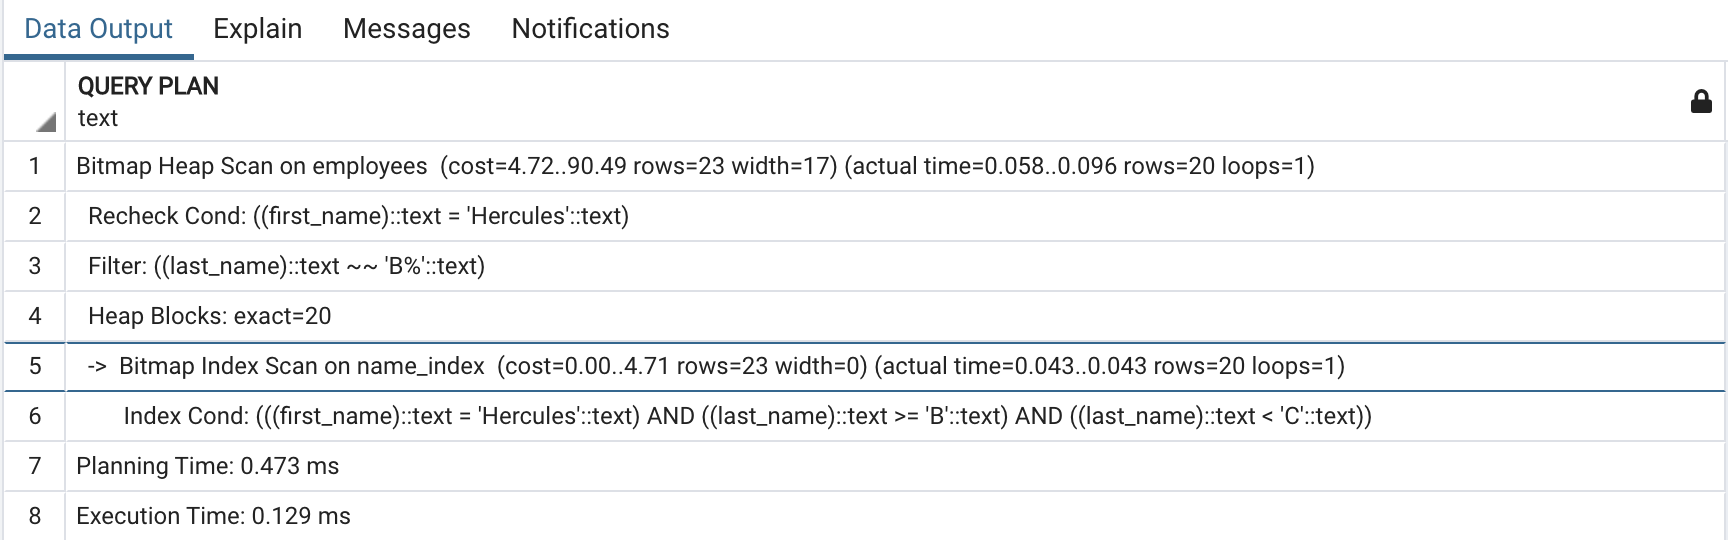 Data Output Explain Messages Notifications
QUERY PLAN
text
1 Bitmap Heap Scan on employees (cost=4.72..90.49 rows=23 width=17) (actual time=0.058..0.096 rows=20 loops=1)
2 Recheck Cond: ((first_name)::text = 'Hercules'::text)
3 Filter: ((last_name)::text ~~ 'B%'::text)
4 Heap Blocks: exact=20
5 -> Bitmap Index Scan on name_index (cost=0.00..4.71 rows=23 width=0) (actual time=0.043..0.043 rows=20 loops=1)
6 Index Cond: (((first_name)::text = 'Hercules'::text) AND ((last_name)::text >= 'B'::text) AND ((last_name)::text < 'C'::text))
7 Planning Time: 0.473 ms
8 Execution Time: 0.129 ms